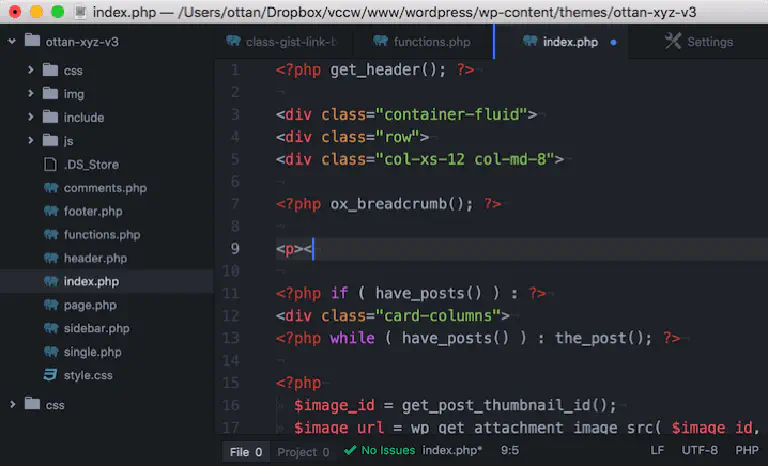 index.php — /Users/ottan/Dropbox/vccw/www/wordpress/wp-content/themes/ottan-xyz-v3
ottan-xyz-v3
css
img
include
js
.DS_Store
comments.php
footer.php
functions.php
header.php
index.php
page.php
sidebar.php
single.php
style.css
css
class-gist-link-b
functions.php
index.php
Settings
1 <?php get_header(); ?>¬
2 ¬
3 <div class="container-fluid">¬
4 <div class="row">¬
5 <div class="col-xs-12 col-md-8">¬
6 ¬
7 <?php ox_breadcrumb(); ?>¬
8 ¬
9 <p><
10 ¬
11 <?php if ( have_posts() ) : ?>¬
12 <div class="card-columns">¬
13 <?php while ( have_posts() ) : the_post(); ?>¬
14 ¬
15 <?php¬
16 » $image_id = get_post_thumbnail_id();¬
17 » $image_url = wp_get_attachment_image_src( $image_id,
File 0 Project 0 No Issues index.php* 9:5 LF UTF-8 PHP